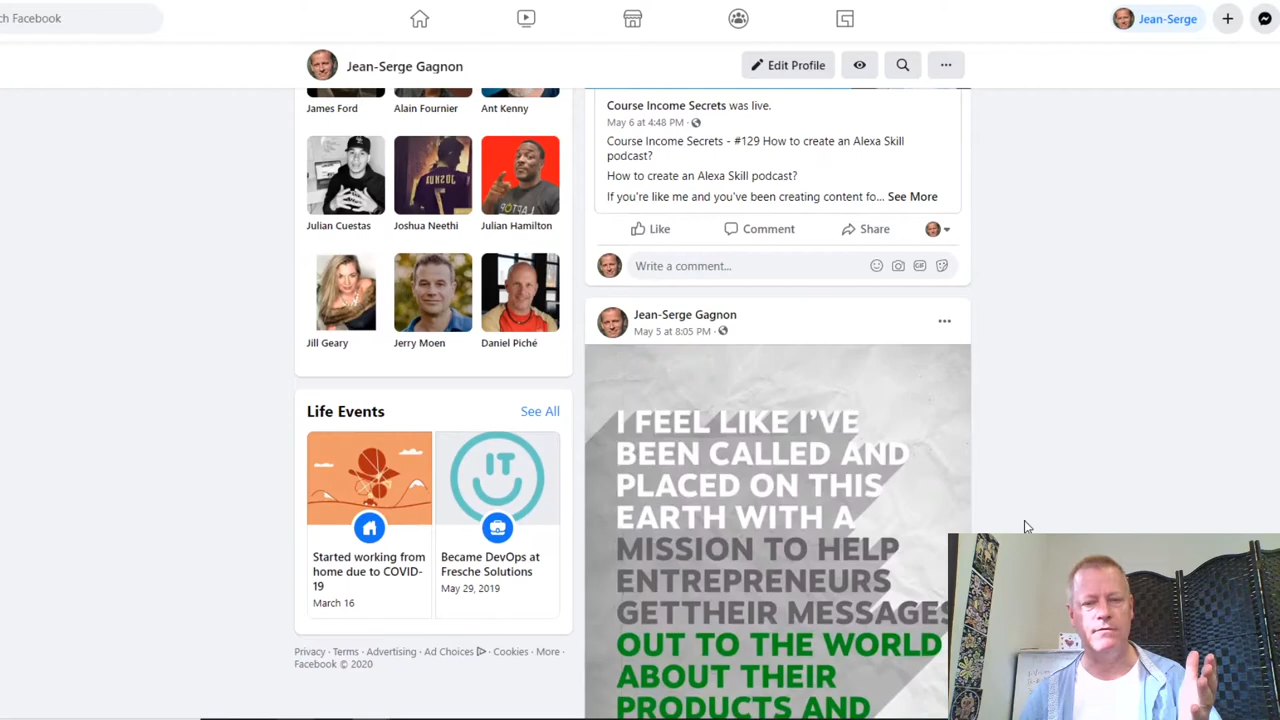 ch Facebook
Jean-Serge
Jean-Serge Gagnon
Edit Profile
James Ford
Alain Fournier
Ant Kenny
Julian Cuestas
Joshua Neethi
Julian Hamilton
Jill Geary
Jerry Moen
Daniel Piché
Life Events
See All
IT
Started working from
home due to COVID-
19
March 16
Became DevOps at
Fresche Solutions
May 29, 2019
Privacy · Terms · Advertising · Ad Choices · Cookies · More ·
Facebook © 2020
Course Income Secrets was live.
May 6 at 4:48 PM ·
Course Income Secrets - #129 How to create an Alexa Skill
podcast?
How to create an Alexa Skill podcast?
If you're like me and you've been creating content fo... See More
Like
Comment
Share
Write a comment...
GIF
Jean-Serge Gagnon
May 5 at 8:05 PM ·
I FEEL LIKE I'VE
BEEN CALLED AND
PLACED ON THIS
EARTH WITH A
MISSION TO HELP
ENTREPRENEURS
GETTHEIR MESSAGES
OUT TO THE WORLD
ABOUT THEIR
PRODUCTS AND